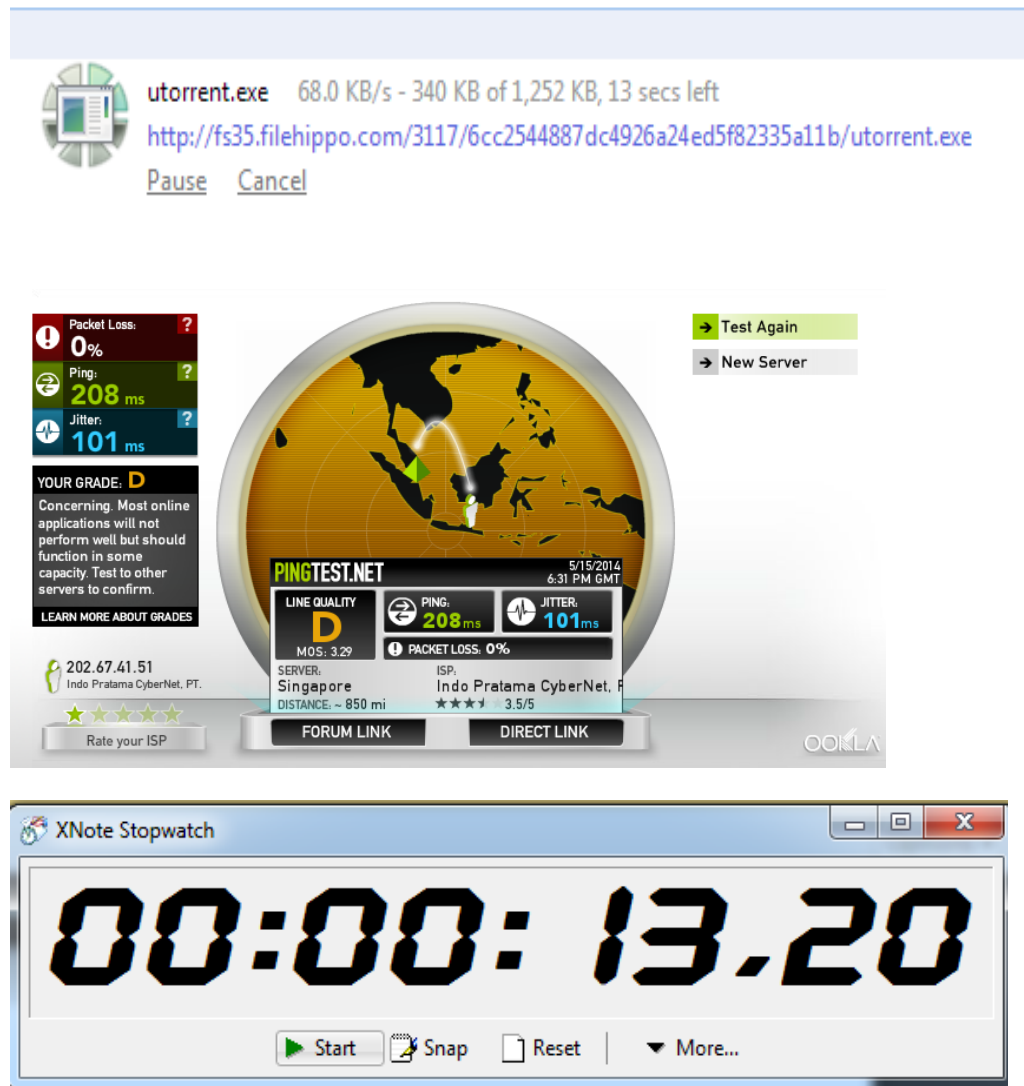 utorrent.exe 68.0 KB/s - 340 KB of 1,252 KB, 13 secs left
http://fs35.filehippo.com/3117/6cc2544887dc4926a24ed5f82335a11b/utorrent.exe
Pause Cancel
Packet Loss: ?
0%
Ping: ?
208 ms
Jitter: ?
101 ms
YOUR GRADE: D
Concerning. Most online
applications will not
perform well but should
function in some
capacity. Test to other
servers to confirm.
LEARN MORE ABOUT GRADES
202.67.41.51
Indo Pratama CyberNet, PT.
Rate your ISP
Test Again
New Server
PINGTEST.NET
5/15/2014
6:31 PM GMT
LINE QUALITY
D
MOS: 3.29
PING:
208 ms
JITTER:
101 ms
PACKET LOSS: 0%
SERVER:
Singapore
DISTANCE: ~ 850 mi
ISP:
Indo Pratama CyberNet,
3.5/5
FORUM LINK
DIRECT LINK
OOKLA
XNote Stopwatch
00:00:13.20
Start Snap Reset More...